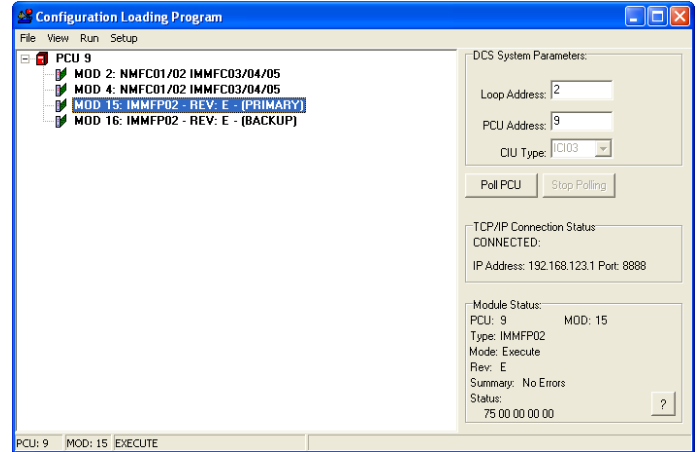 Configuration Loading Program
File View Run Setup
PCU 9
MOD 2: NMFC01/02 IMMFC03/04/05
MOD 4: NMFC01/02 IMMFC03/04/05
MOD 15: IMMFP02 - REV: E - (PRIMARY)
MOD 16: IMMFP02 - REV: E - (BACKUP)
DCS System Parameters:
Loop Address: 2
PCU Address: 9
CIU Type: ICI03
Poll PCU Stop Polling
TCP/IP Connection Status
CONNECTED:
IP Address: 192.168.123.1 Port: 8888
Module Status:
PCU: 9 MOD: 15
Type: IMMFP02
Mode: Execute
Rev: E
Summary: No Errors
Status:
75 00 00 00 00
?
PCU: 9 MOD: 15 EXECUTE